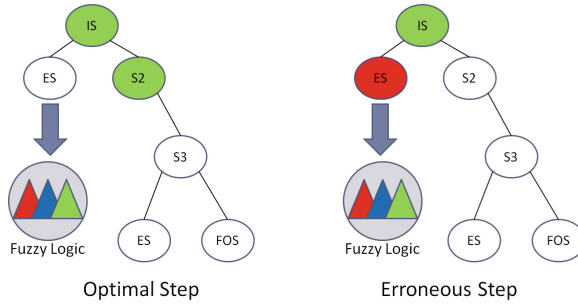 IS
IS
ES
S2
ES
S2
S3
S3
Fuzzy Logic
ES
FOS
Fuzzy Logic
ES
FOS
Optimal Step
Erroneous Step